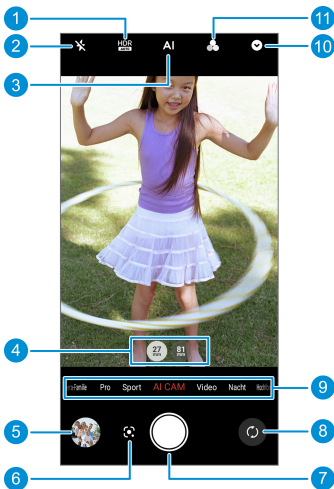 1
11
2
HDR
AUTO
AI
10
3
4
27
mm
81
mm
Familie
Pro
Sport
AI CAM
Video
Nacht
9
5
8
6
7